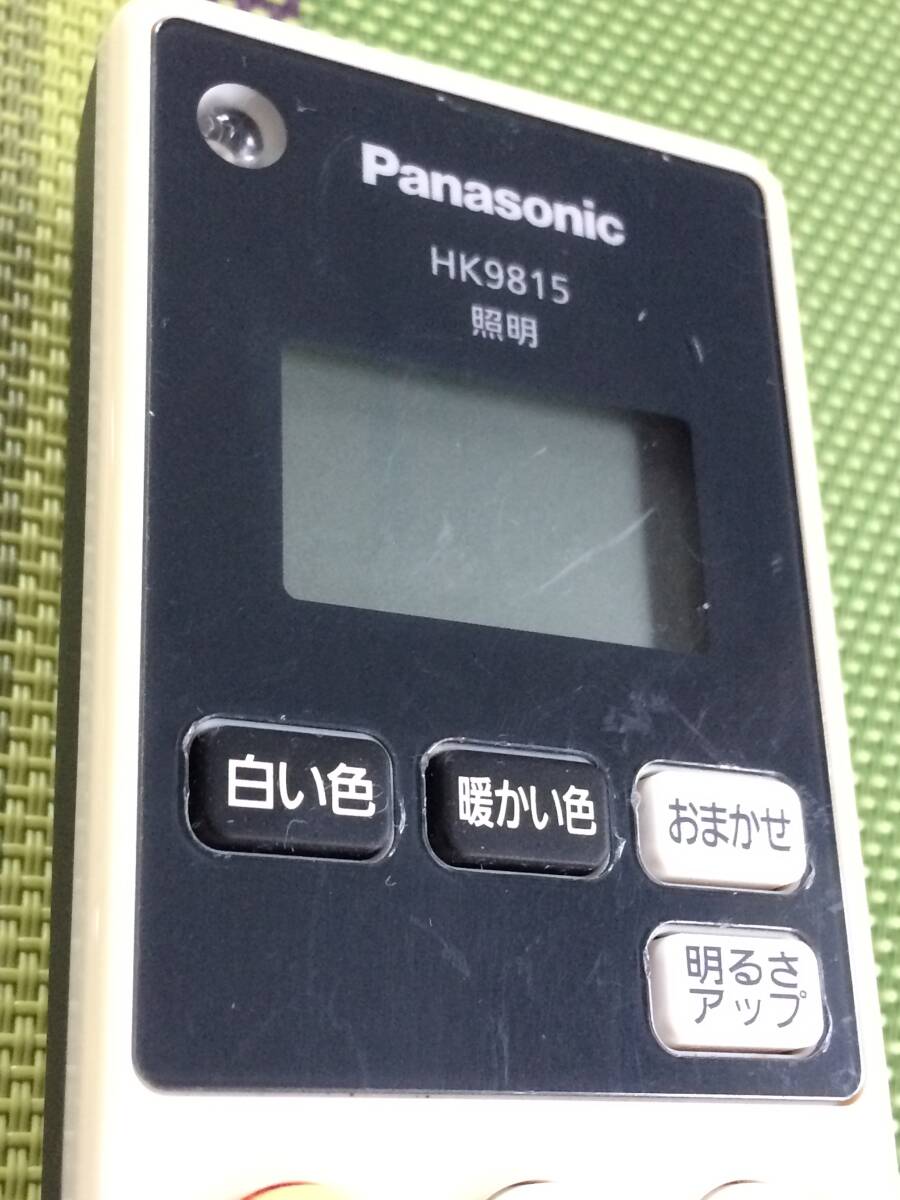 Panasonic
HK9815
照明
白い色
暖かい色
おまかせ
明るさ
アップ